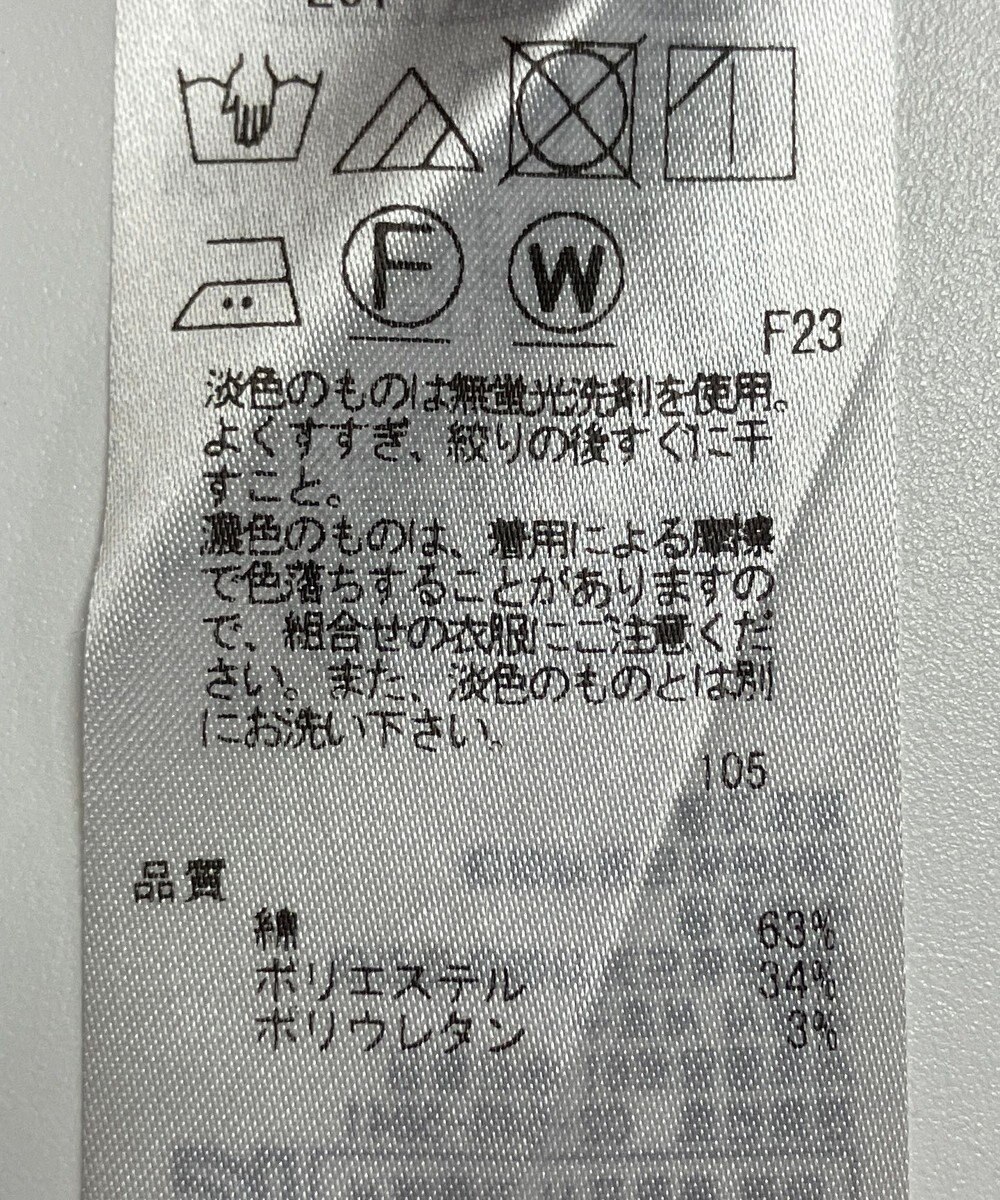 F
W
F23
淡色のものは無蛍光洗剤を使用。
よくすすぎ、絞りの後すぐに干
すこと。
濃色のものは、着用による摩擦
で色落ちすることがありますの
で、組合せの衣服にご注意くだ
さい。また、淡色のものとは別
にお洗い下さい。
105
品質
綿 63%
ポリエステル 34%
ポリウレタン 3%